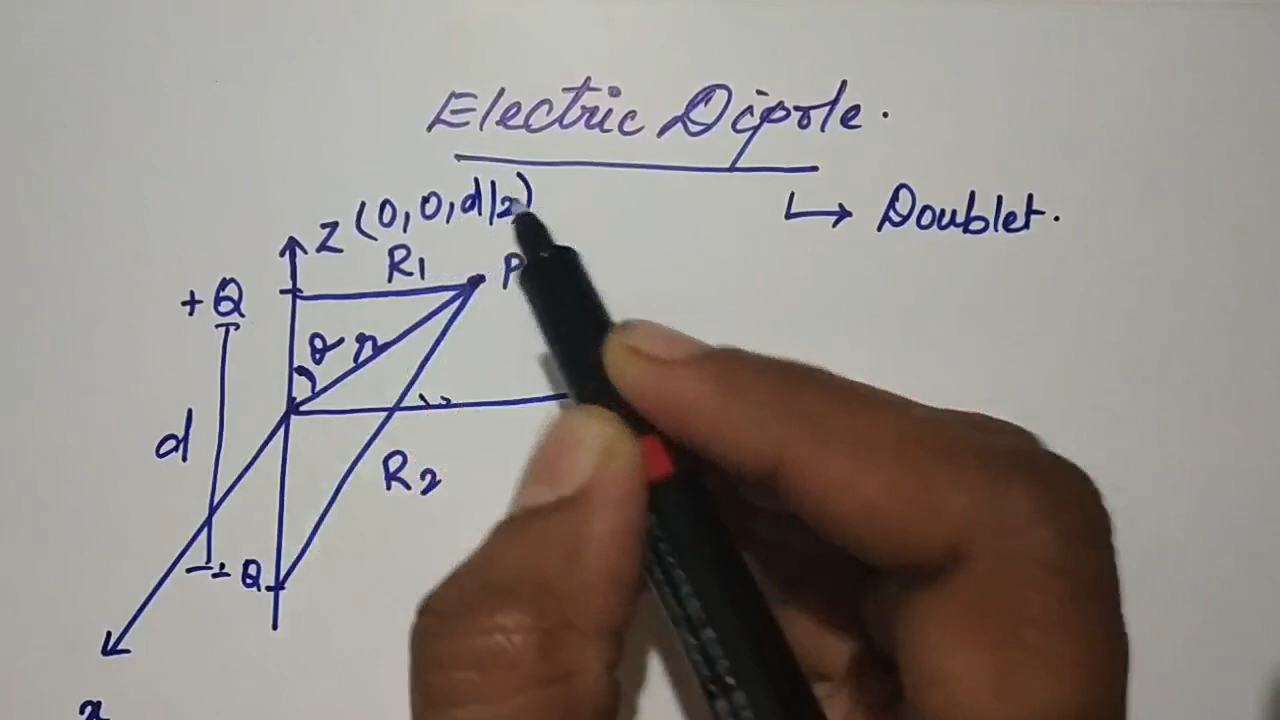 Electric Dipole.
↳ Doublet.
Z (0, 0, d/2)
R1
P
+Q
θ r
d
R2
-Q
x